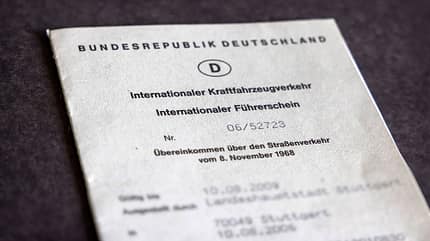 BUNDESREPUBLIK DEUTSCHLAND
D
Internationaler Kraftfahrzeugverkehr
Internationaler Führerschein
Nr. 06/52723
Übereinkommen über den Straßenverkehr
vom 8. November 1968
Gültig bis 10.08.2009
Ausgestellt durch Landeshauptstadt Stuttgart
70049 Stuttgart
in
10.08.2006